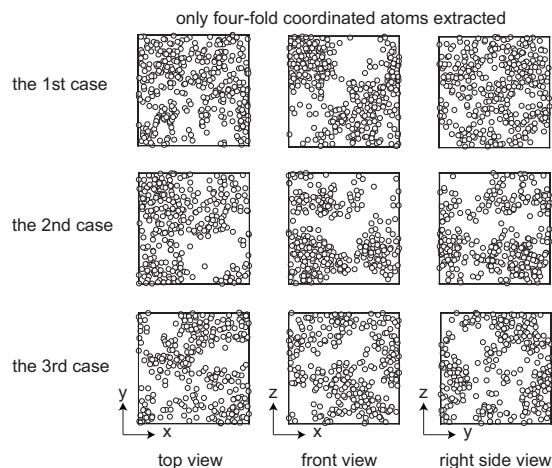 only four-fold coordinated atoms extracted
the 1st case
the 2nd case
the 3rd case
y
x
z
x
z
y
top view
front view
right side view